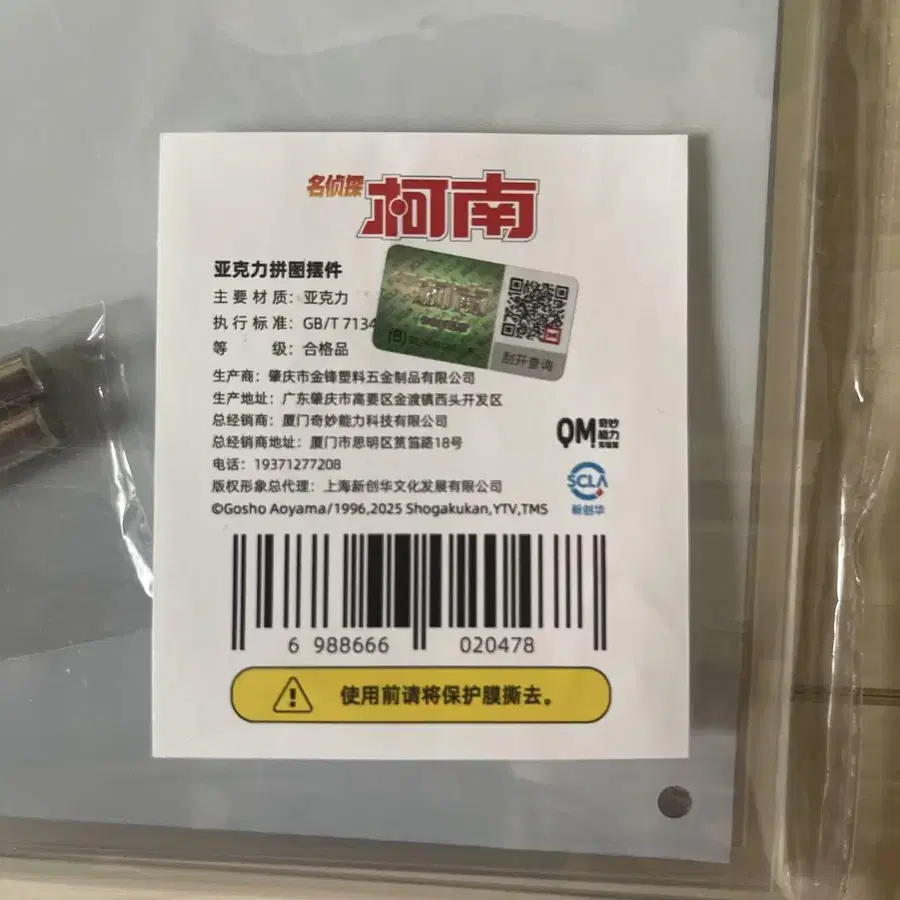 名侦探
柯南
亚克力拼图摆件
主要材质：亚克力
执行标准：GB/T 7134
等 级：合格品
刮开查询
生产商：肇庆市金锋塑料五金制品有限公司
生产地址：广东肇庆市高要区金渡镇西头开发区
总经销商：厦门奇妙能力科技有限公司
总经销商地址：厦门市思明区筼筜路18号
电话：19371277208
版权形象总代理：上海新创华文化发展有限公司
©Gosho Aoyama/1996,2025 Shogakukan,YTV,TMS
QM 奇妙
能力
SCLA
新创华
6 988666 020478
使用前请将保护膜撕去。